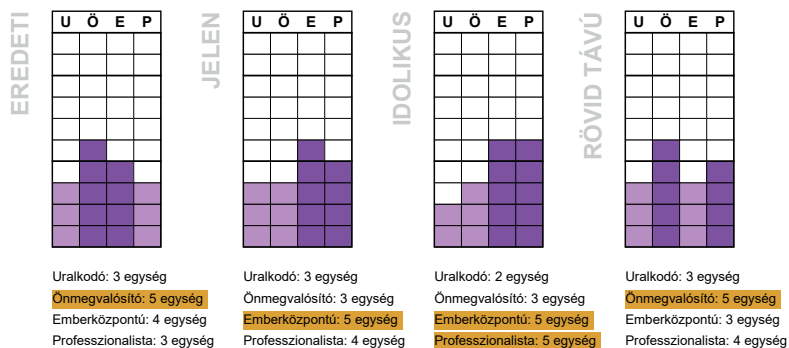 EREDETI
U Ö E P
Uralkodó: 3 egység
Önmegvalósító: 5 egység
Emberközpontú: 4 egység
Professzionalista: 3 egység
JELEN
U Ö E P
Uralkodó: 3 egység
Önmegvalósító: 3 egység
Emberközpontú: 5 egység
Professzionalista: 4 egység
IDOLIKUS
U Ö E P
Uralkodó: 2 egység
Önmegvalósító: 3 egység
Emberközpontú: 5 egység
Professzionalista: 5 egység
RÖVID TÁVÚ
U Ö E P
Uralkodó: 3 egység
Önmegvalósító: 5 egység
Emberközpontú: 3 egység
Professzionalista: 4 egység